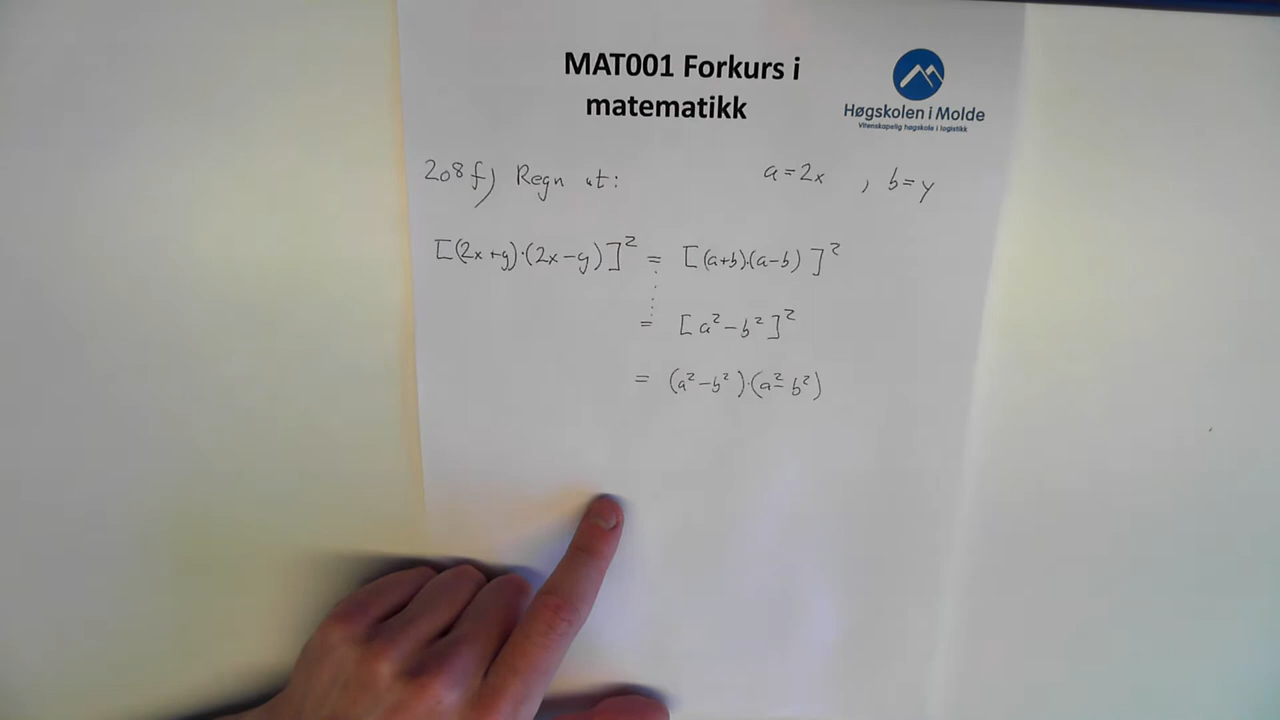 MAT001 Forkurs i
matematikk
Høgskolen i Molde
Vitenskapelig høgskole i logistikk
208 f) Regn ut: a=2x , b=y
[(2x+y)·(2x-y)]² = [(a+b)·(a-b)]²
= [a²-b²]²
= (a²-b²)·(a²-b²)